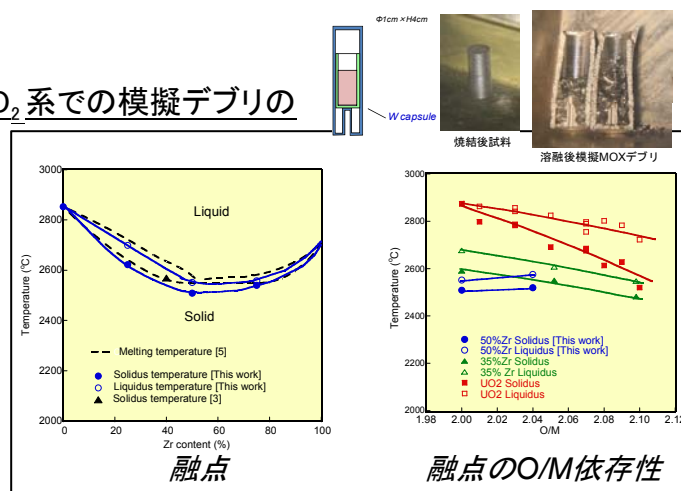 Φ1cm×H4cm
O₂系での模擬デブリの
W capsule
焼結後試料
溶融後模擬MOXデブリ
3000
2800
2600
2400
2200
2000
Temperature (°C)
Liquid
Solid
Melting temperature [5]
Solidus temperature [This work]
Liquidus temperature [This work]
Solidus temperature [3]
0 20 40 60 80 100
Zr content (%)
融点
3000
2800
2600
2400
2200
2000
Temperature (°C)
50%Zr Solidus [This work]
50%Zr Liquidus [This work]
35%Zr Solidus
35% Zr Liquidus
UO2 Solidus
UO2 Liquidus
1.98 2.00 2.02 2.04 2.06 2.08 2.10 2.12
O/M
融点のO/M依存性